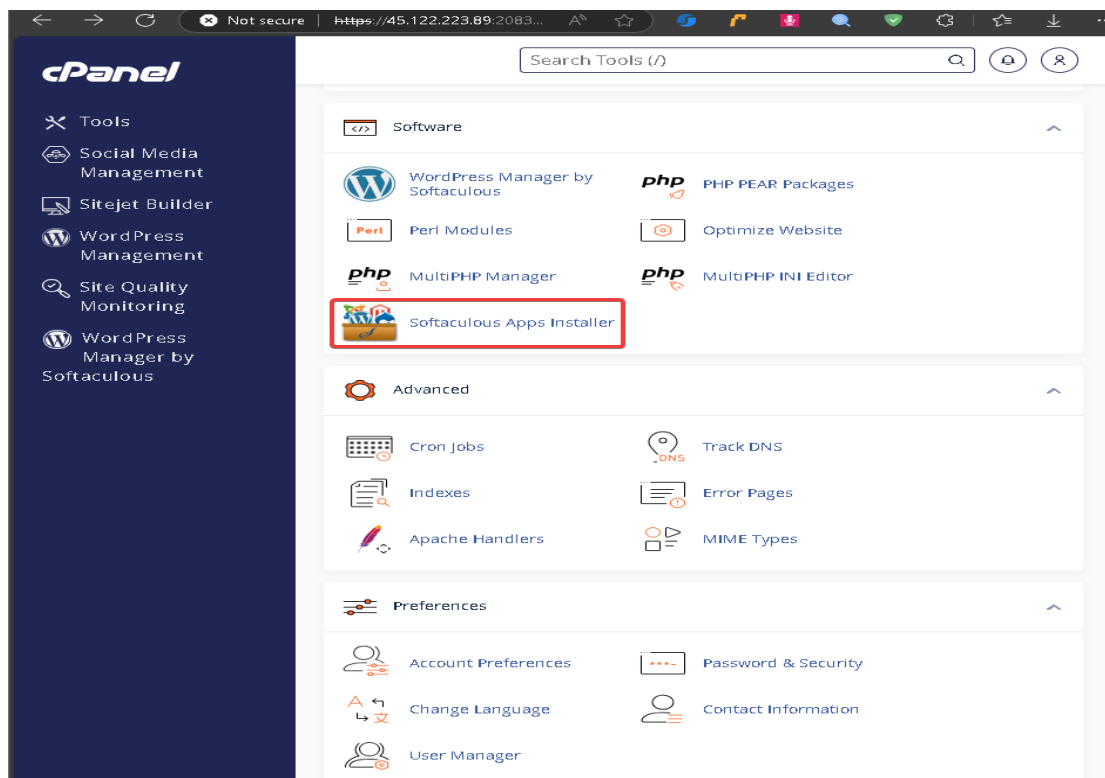 Not secure
https://45.122.223.89:2083...
cPanel
Search Tools (/)
Tools
Social Media
Management
Sitejet Builder
WordPress
Management
Site Quality
Monitoring
WordPress
Manager by
Softaculous
Software
WordPress Manager by
Softaculous
php
PHP PEAR Packages
Perl
Perl Modules
Optimize Website
php
MultiPHP Manager
php
MultiPHP INI Editor
Softaculous Apps Installer
Advanced
Cron Jobs
DNS
Track DNS
Indexes
Error Pages
Apache Handlers
MIME Types
Preferences
Account Preferences
Password & Security
Change Language
Contact Information
User Manager